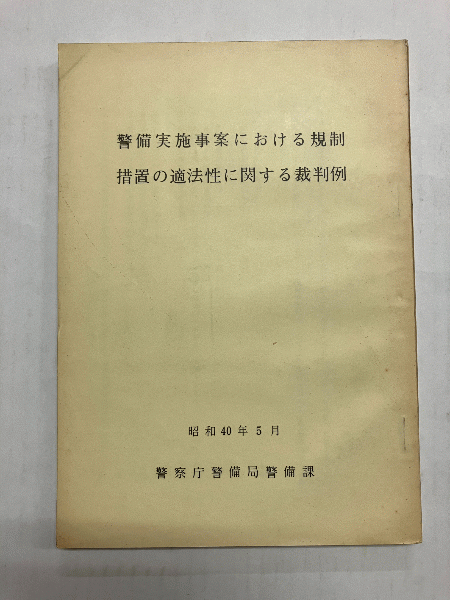 警備実施事案における規制
措置の適法性に関する裁判例
昭和40年5月
警察庁警備局警備課